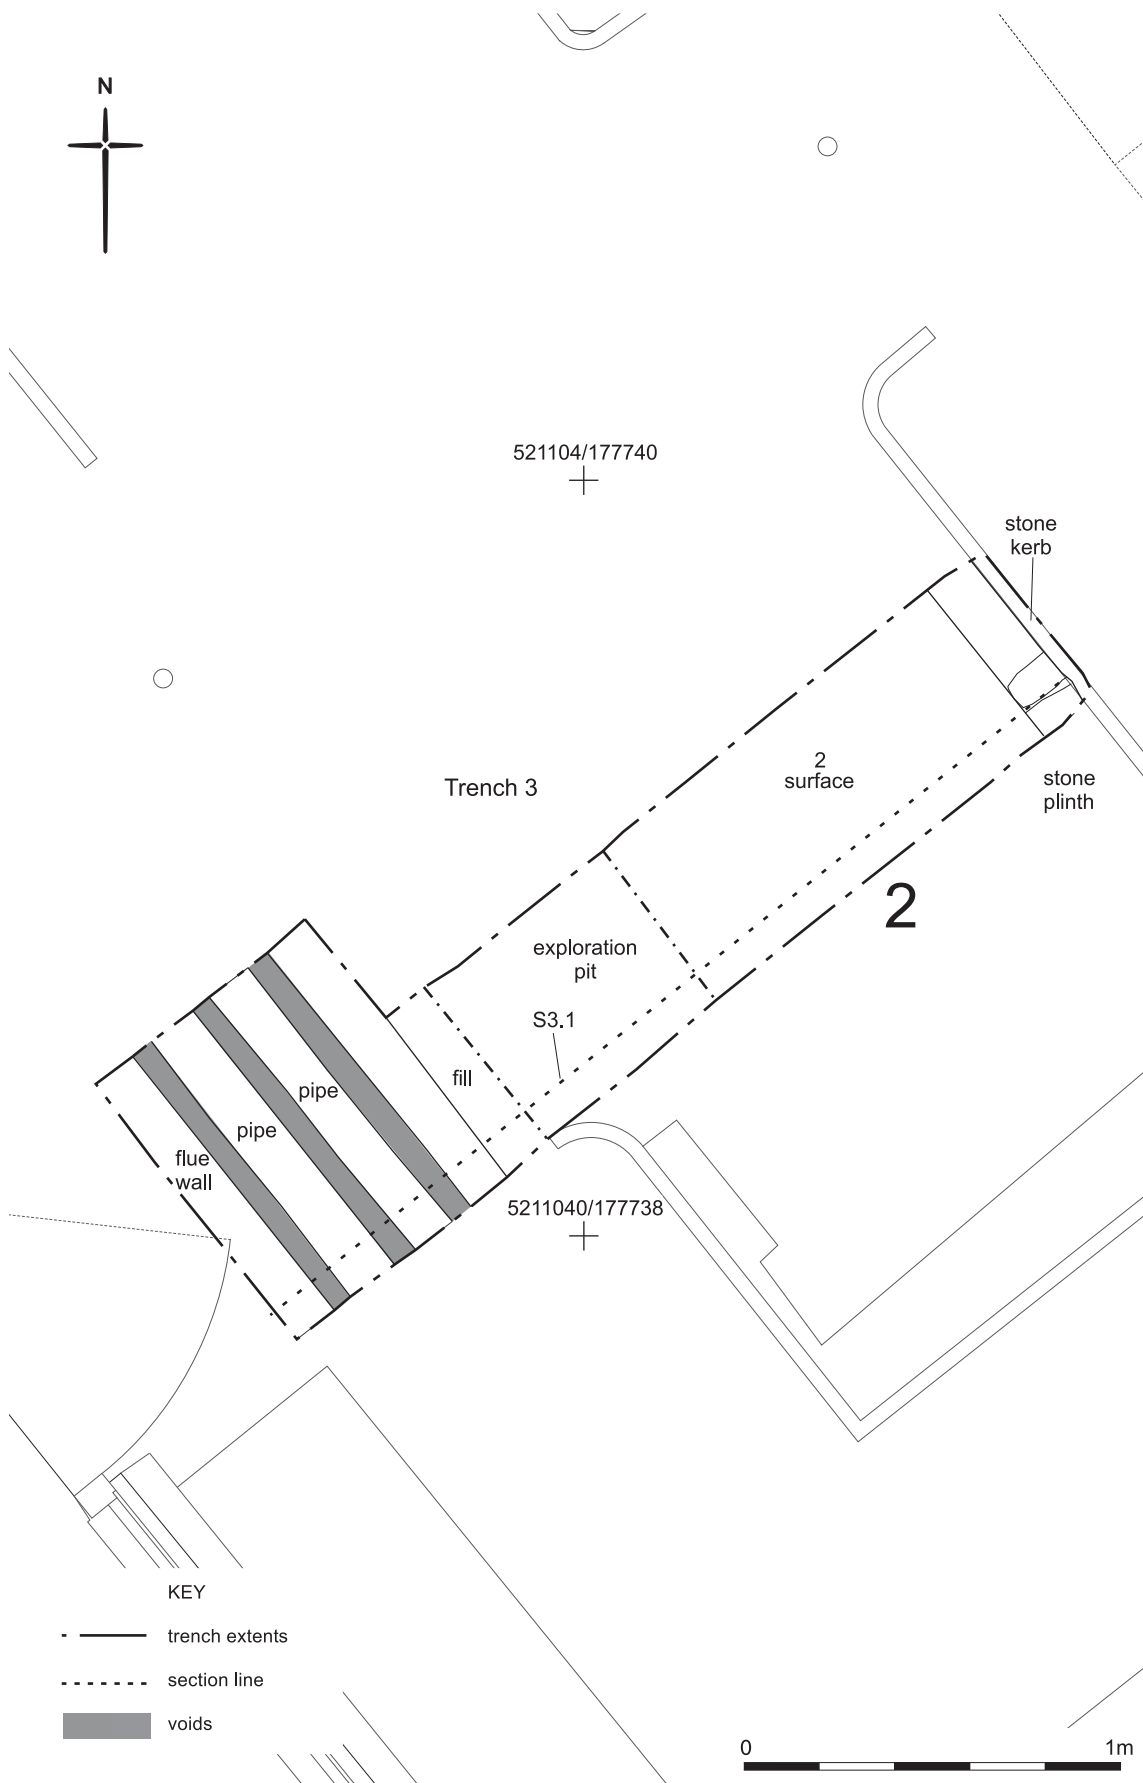 N
521104/177740
stone
kerb
2
surface
Trench 3
stone
plinth
2
exploration
pit
S3.1
fill
pipe
pipe
flue
wall
5211040/177738
KEY
trench extents
section line
voids
0
1m